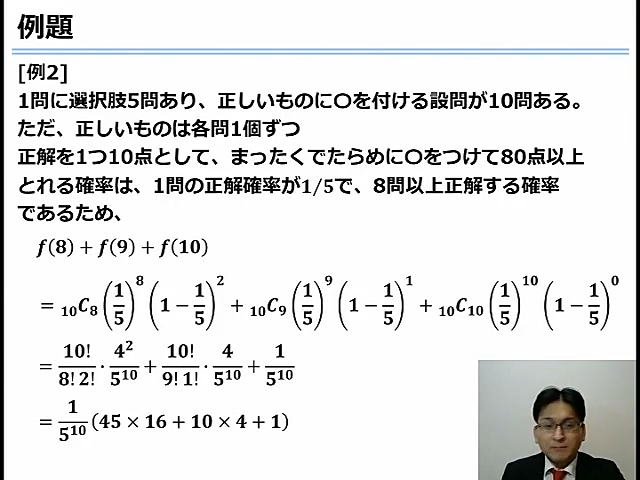 例題
[例2]
1問に選択肢5問あり、正しいものに〇を付ける設問が10問ある。
ただ、正しいものは各問1個ずつ
正解を1つ10点として、まったくでたらめに〇をつけて80点以上
とれる確率は、1問の正解確率が1/5で、8問以上正解する確率
であるため、
f(8) + f(9) + f(10)
= ₁₀C₈ (1/5)⁸ (1 − 1/5)² + ₁₀C₉ (1/5)⁹ (1 − 1/5)¹ + ₁₀C₁₀ (1/5)¹⁰ (1 − 1/5)⁰
= 10!/(8! 2!) · 4²/5¹⁰ + 10!/(9! 1!) · 4/5¹⁰ + 1/5¹⁰
= 1/5¹⁰ (45 × 16 + 10 × 4 + 1)